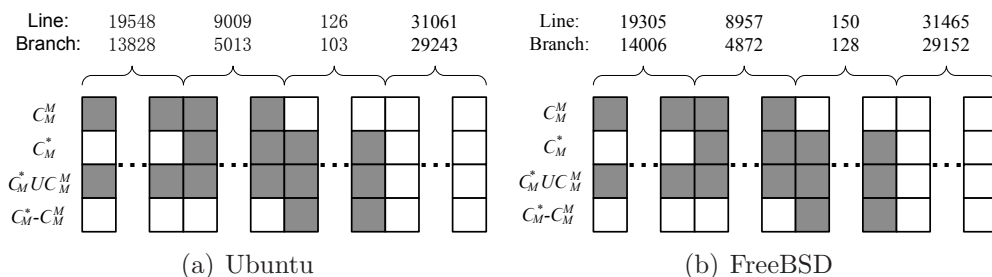 Line: 19548 9009 126 31061
Branch: 13828 5013 103 29243
C_M^M
C_M^*
C_M^* U C_M^M
C_M^*-C_M^M
(a) Ubuntu
Line: 19305 8957 150 31465
Branch: 14006 4872 128 29152
C_M^M
C_M^*
C_M^* U C_M^M
C_M^*-C_M^M
(b) FreeBSD